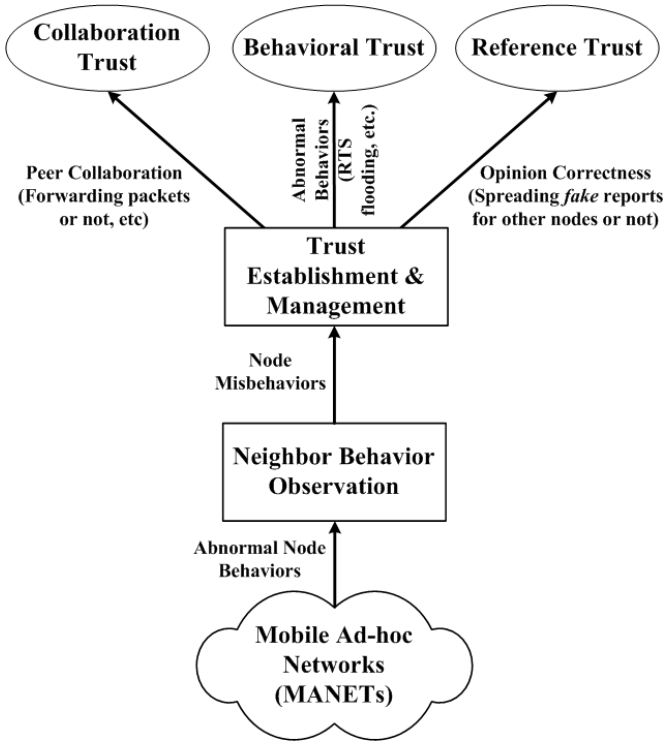 Collaboration
Trust
Behavioral Trust
Reference Trust
Peer Collaboration
(Forwarding packets
or not, etc)
Abnormal
Behaviors
(RTS
flooding, etc.)
Opinion Correctness
(Spreading fake reports
for other nodes or not)
Trust
Establishment &
Management
Node
Misbehaviors
Neighbor Behavior
Observation
Abnormal Node
Behaviors
Mobile Ad-hoc
Networks
(MANETs)